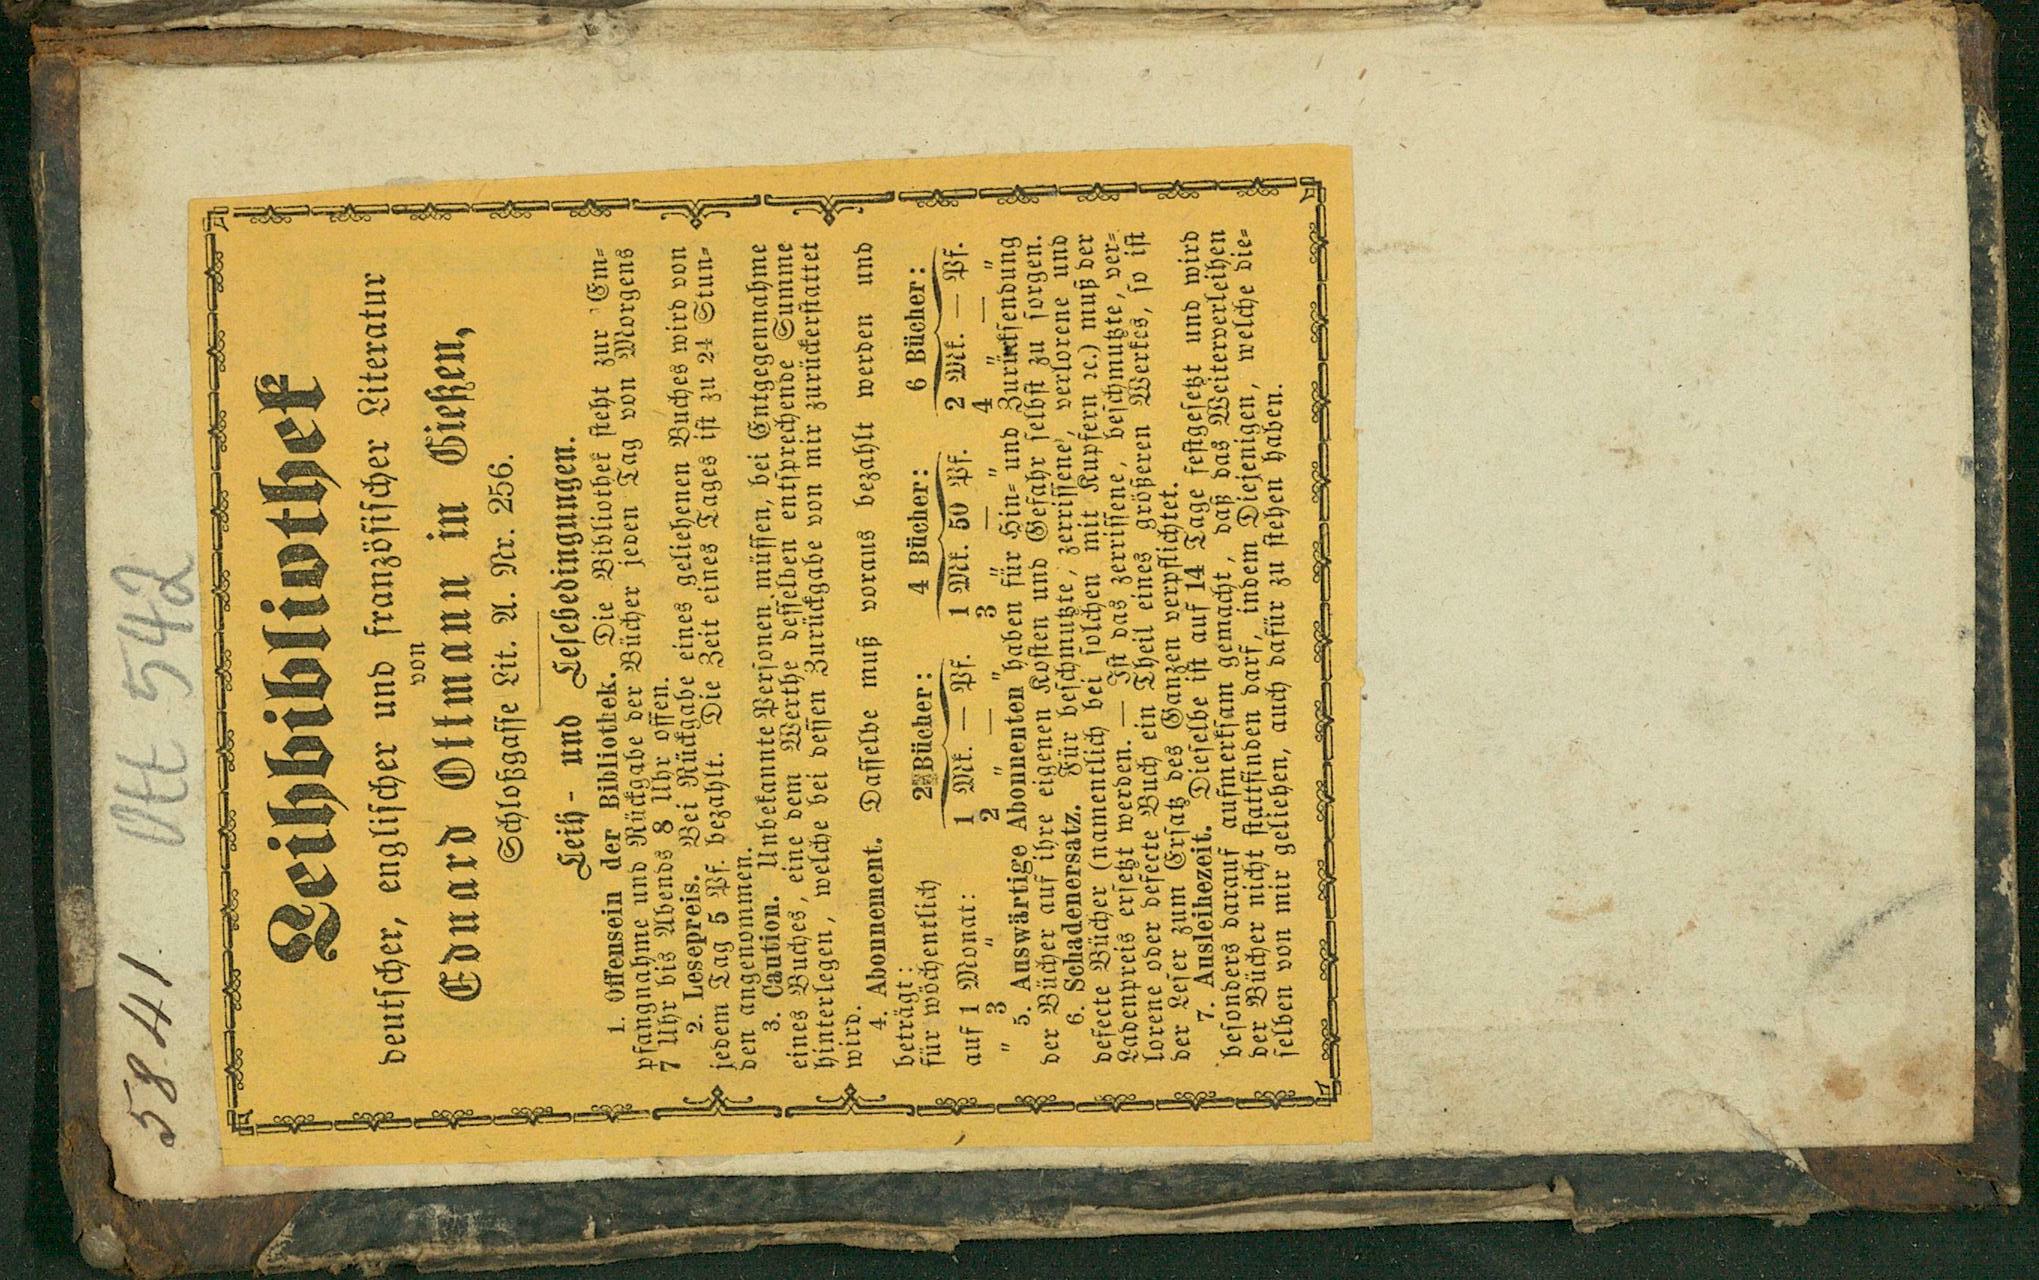 5841.
Vtt 542
Leihbibliothek
deutscher, englischer und französischer Literatur
von
Eduard Ottmann in Gießen,
Schloßgasse Lit. A. Nr. 256.
Leih- und Lesebedingungen.
1. Offensein der Bibliothek. Die Bibliothek steht zur Em-
pfangnahme und Rückgabe der Bücher jeden Tag von Morgens
7 Uhr bis Abends 8 Uhr offen.
2. Lesepreis. Bei Rückgabe eines geliehenen Buches wird von
jedem Tag 5 Pf. bezahlt. Die Zeit eines Tages ist zu 24 Stun-
den angenommen.
3. Caution. Unbekannte Personen müssen, bei Entgegennahme
eines Buches, eine dem Werthe desselben entsprechende Summe
hinterlegen, welche bei dessen Zurückgabe von mir zurückerstattet
wird.
4. Abonnement. Dasselbe muß voraus bezahlt werden und
beträgt:
für wöchentlich 2 Bücher: 4 Bücher: 6 Bücher:
auf 1 Monat: 1 Mk. — Pf. 1 Mk. 50 Pf. 2 Mk. — Pf.
„ 3 „ 2 „ — „ 3 „ — „ 4 „ — „
5. Auswärtige Abonnenten haben für Hin- und Zurücksendung
der Bücher auf ihre eigenen Kosten und Gefahr selbst zu sorgen.
6. Schadenersatz. Für beschmutzte, zerrissene, verlorene und
defecte Bücher (namentlich bei solchen mit Kupfern ꝛc.) muß der
Ladenpreis ersetzt werden. — Ist das zerrissene, beschmutzte, ver-
lorene oder defecte Buch ein Theil eines größeren Werkes, so ist
der Leser zum Ersatz des Ganzen verpflichtet.
7. Ausleihezeit. Dieselbe ist auf 14 Tage festgesetzt und wird
besonders darauf aufmerksam gemacht, daß das Weiterverleihen
der Bücher nicht stattfinden darf, indem Diejenigen, welche die-
selben von mir geliehen, auch dafür zu stehen haben.